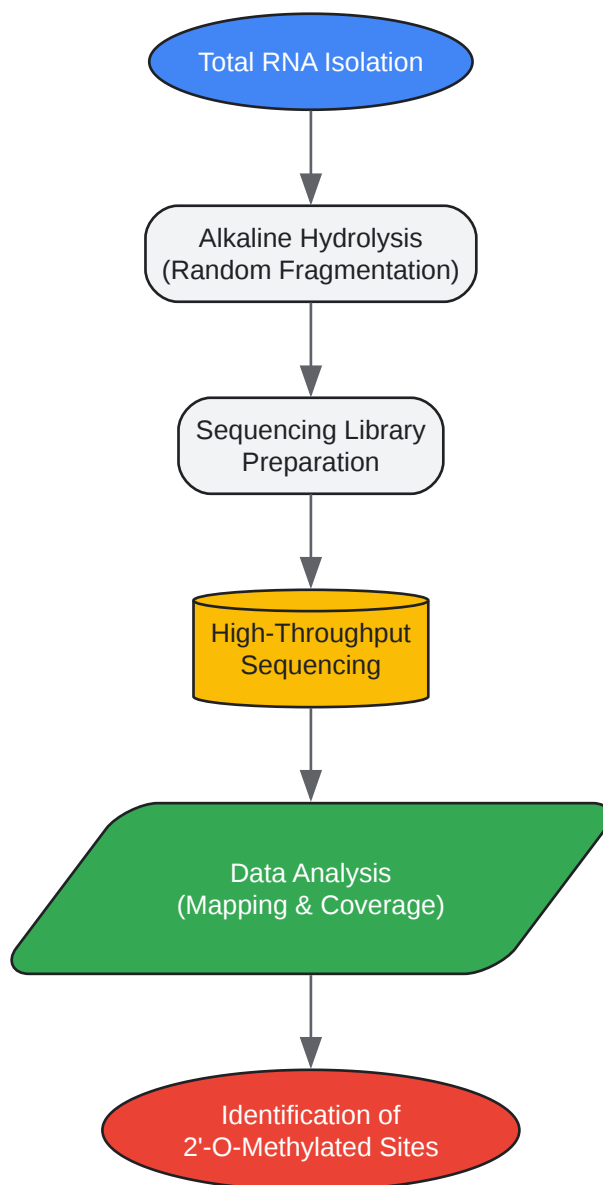 Total RNA Isolation
Alkaline Hydrolysis
(Random Fragmentation)
Sequencing Library
Preparation
High-Throughput
Sequencing
Data Analysis
(Mapping & Coverage)
Identification of
2'-O-Methylated Sites